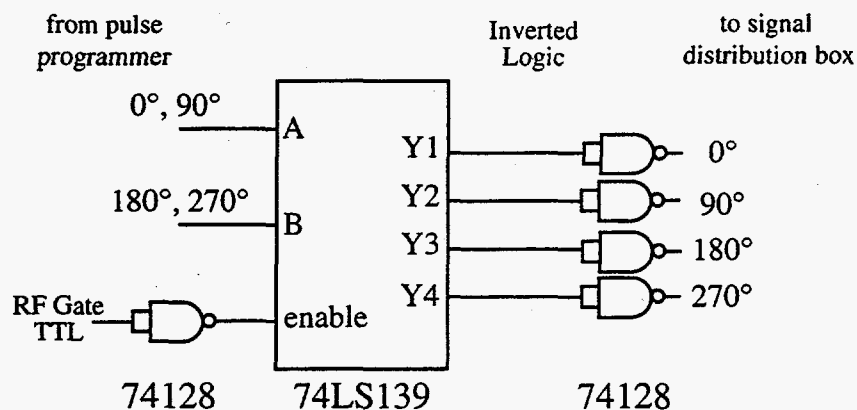 from pulse
programmer
Inverted
Logic
to signal
distribution box
0°, 90°
A
Y1
0°
180°, 270°
B
Y2
90°
Y3
180°
RF Gate
TTL
enable
Y4
270°
74128
74LS139
74128